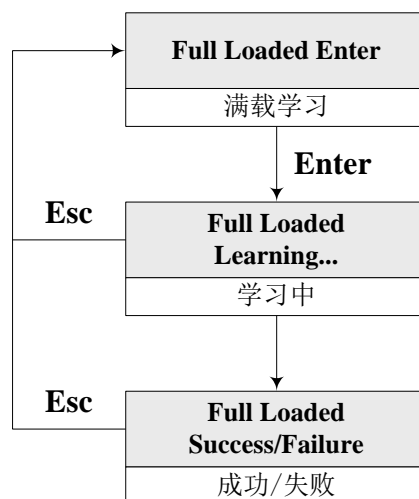 Full Loaded Enter
满载学习
Enter
Esc
Full Loaded
Learning...
学习中
Esc
Full Loaded
Success/Failure
成功/失败